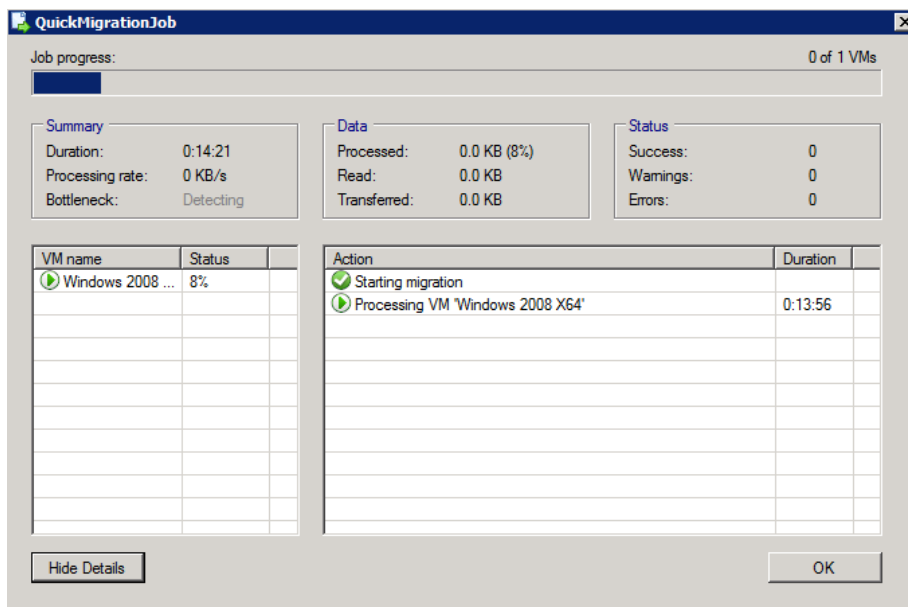 QuickMigrationJob
Job progress: 0 of 1 VMs
Summary
Duration: 0:14:21
Processing rate: 0 KB/s
Bottleneck: Detecting
Data
Processed: 0.0 KB (8%)
Read: 0.0 KB
Transferred: 0.0 KB
Status
Success: 0
Warnings: 0
Errors: 0
VM name Status
Windows 2008 ... 8%
Action Duration
Starting migration
Processing VM 'Windows 2008 X64' 0:13:56
Hide Details
OK